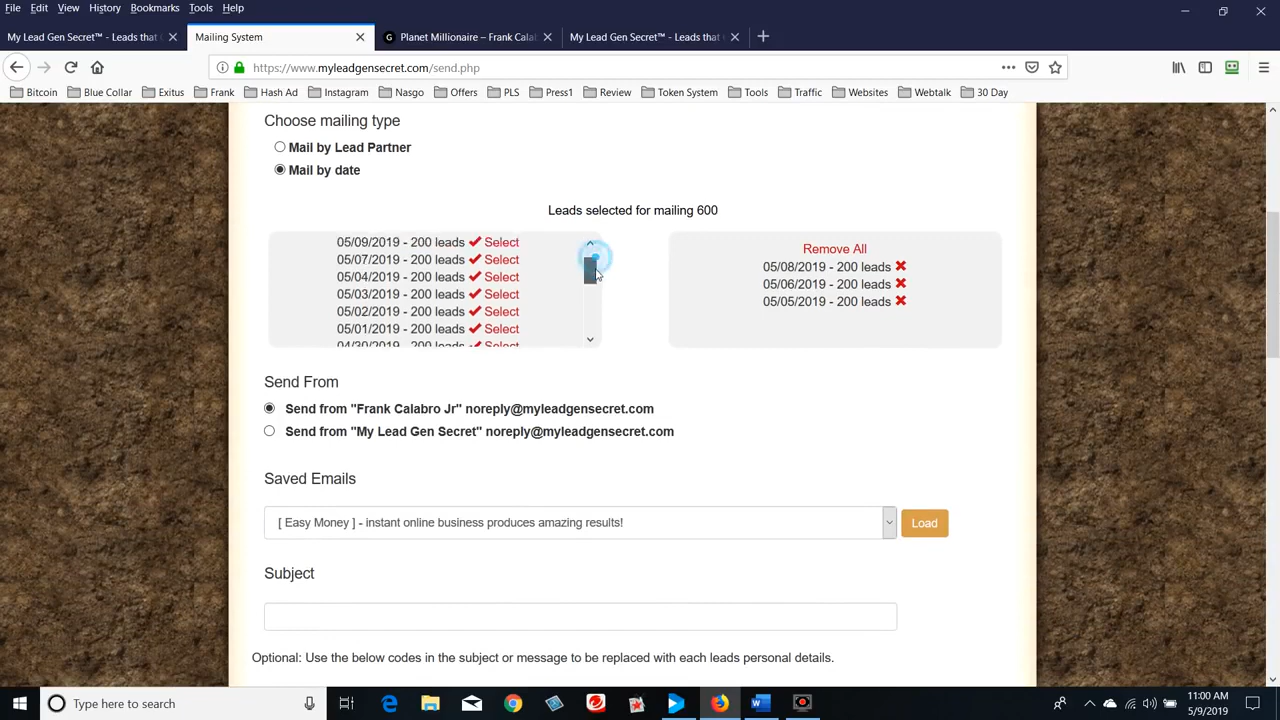 File Edit View History Bookmarks Tools Help
My Lead Gen Secret™ - Leads that
Mailing System
Planet Millionaire – Frank Calab
My Lead Gen Secret™ - Leads that
https://www.myleadgensecret.com/send.php
Bitcoin Blue Collar Exitus Frank Hash Ad Instagram Nasgo Offers PLS Press1 Review Token System Tools Traffic Websites Webtalk 30 Day
Choose mailing type
Mail by Lead Partner
Mail by date
Leads selected for mailing 600
05/09/2019 - 200 leads Select
05/07/2019 - 200 leads Select
05/04/2019 - 200 leads Select
05/03/2019 - 200 leads Select
05/02/2019 - 200 leads Select
05/01/2019 - 200 leads Select
04/30/2019 - 200 leads Select
Remove All
05/08/2019 - 200 leads
05/06/2019 - 200 leads
05/05/2019 - 200 leads
Send From
Send from "Frank Calabro Jr" noreply@myleadgensecret.com
Send from "My Lead Gen Secret" noreply@myleadgensecret.com
Saved Emails
[ Easy Money ] - instant online business produces amazing results!
Load
Subject
Optional: Use the below codes in the subject or message to be replaced with each leads personal details.
Type here to search
11:00 AM
5/9/2019